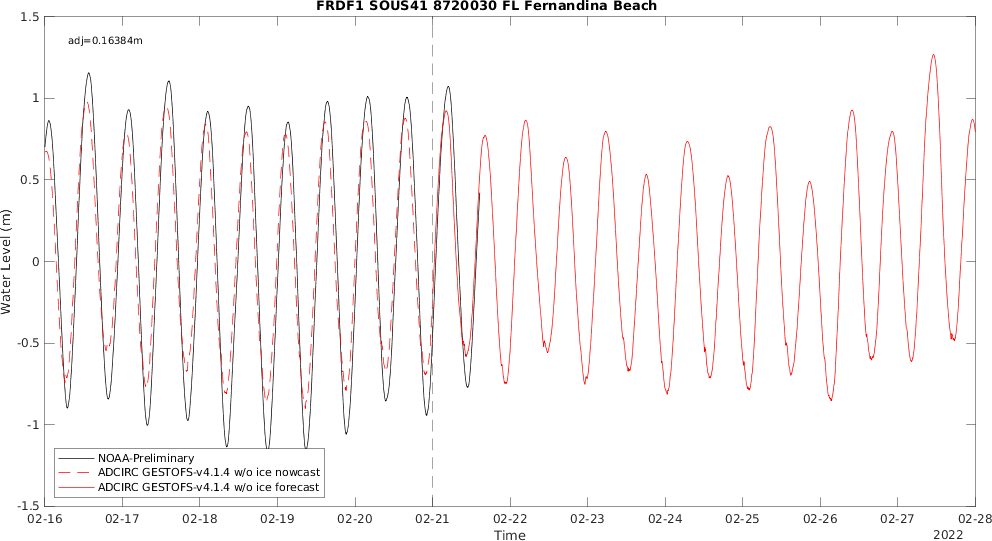 FRDF1 SOUS41 8720030 FL Fernandina Beach
adj=0.16384m
1.5
1
0.5
0
-0.5
-1
-1.5
Water Level (m)
NOAA-Preliminary
ADCIRC GESTOFS-v4.1.4 w/o ice nowcast
ADCIRC GESTOFS-v4.1.4 w/o ice forecast
02-16 02-17 02-18 02-19 02-20 02-21 02-22 02-23 02-24 02-25 02-26 02-27 02-28
Time
2022